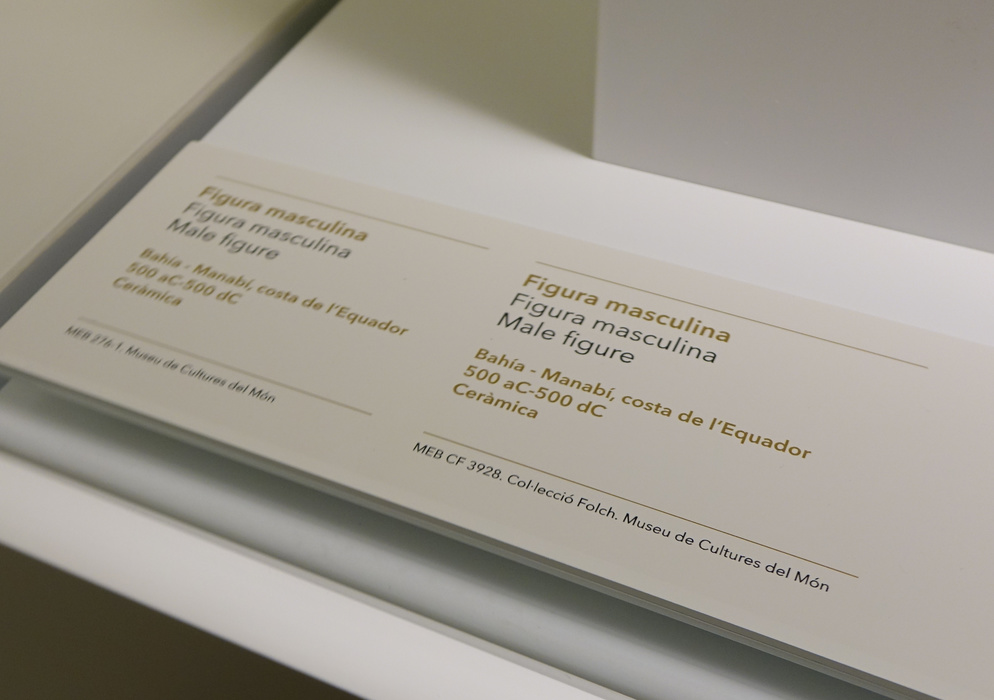 Figura masculina
Figura masculina
Male figure
Bahía - Manabí, costa de l'Equador
500 aC-500 dC
Ceràmica
MEB 276-1. Museu de Cultures del Món
Figura masculina
Figura masculina
Male figure
Bahía - Manabí, costa de l'Equador
500 aC-500 dC
Ceràmica
MEB CF 3928. Col·lecció Folch. Museu de Cultures del Món